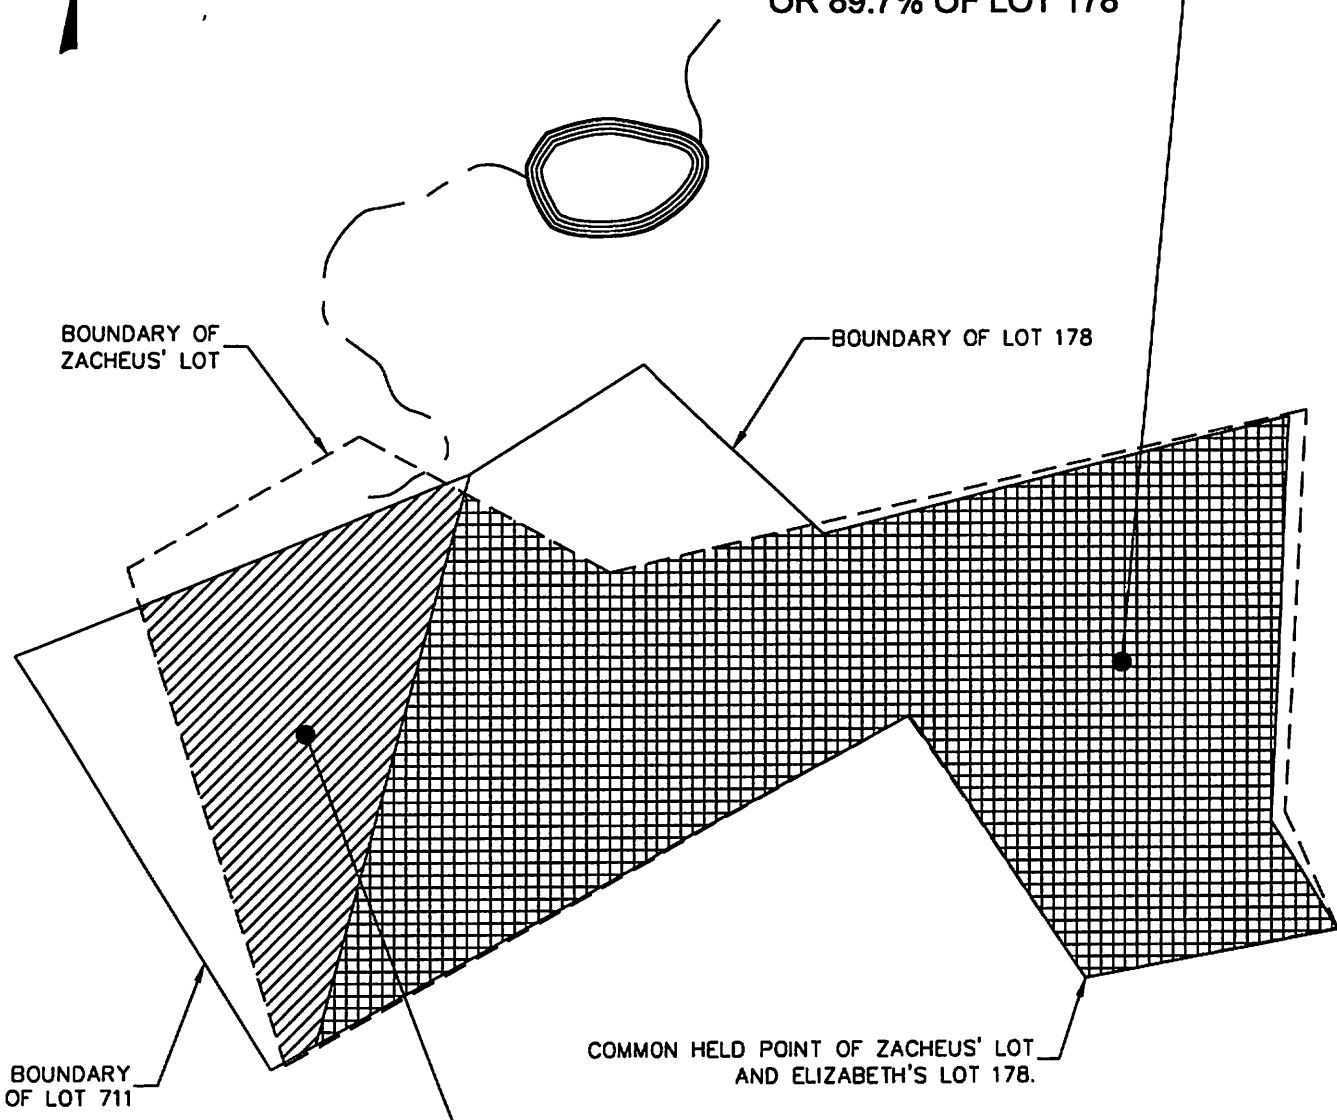 OR 89.7% OF LOT 178
BOUNDARY OF
ZACHEUS' LOT
BOUNDARY OF LOT 178
COMMON HELD POINT OF ZACHEUS' LOT
AND ELIZABETH'S LOT 178.
BOUNDARY
OF LOT 711